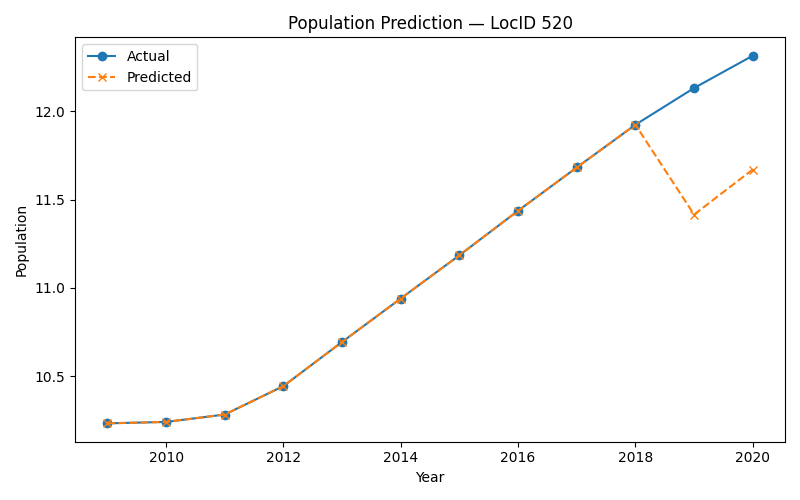 Population Prediction — LocID 520
Actual
Predicted
12.0
11.5
11.0
10.5
Population
2010 2012 2014 2016 2018 2020
Year